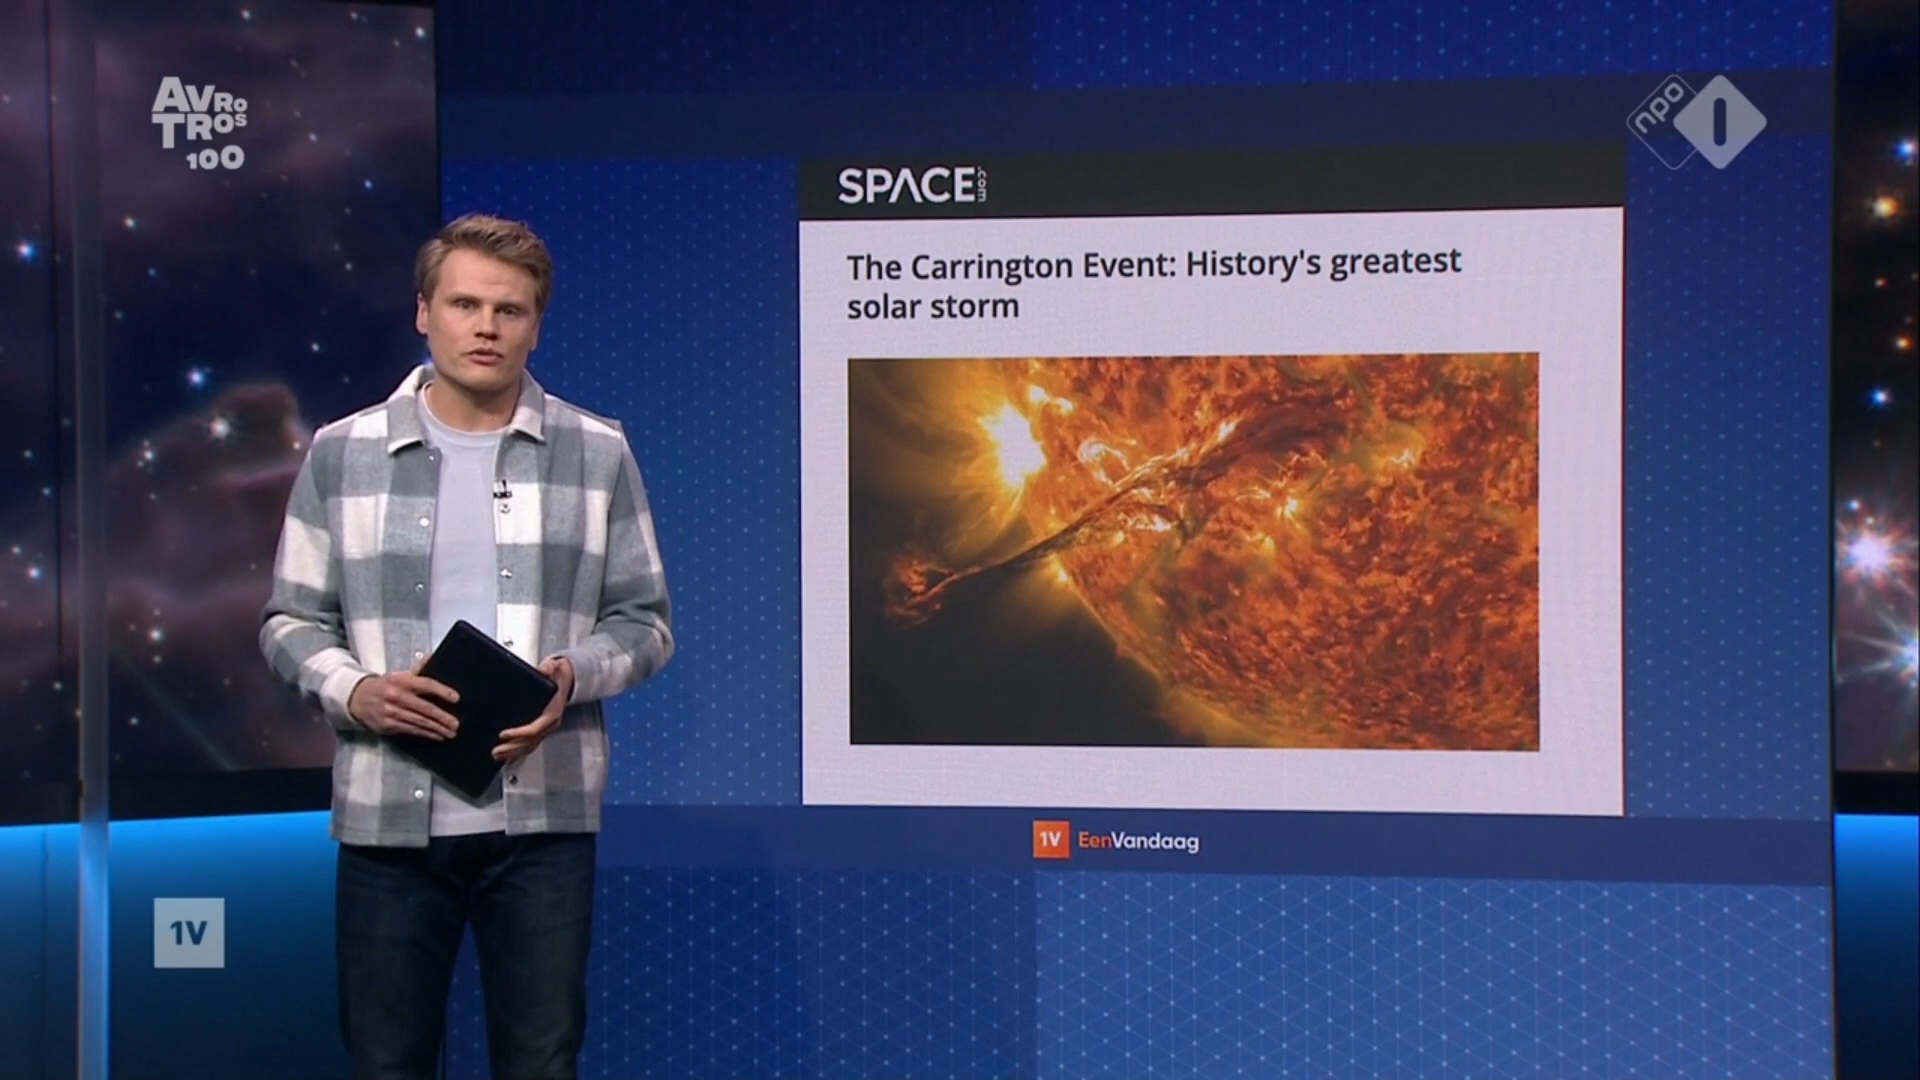 AVRO
TROS
100
npo
1
SPACE.com
The Carrington Event: History's greatest
solar storm
1V EenVandaag
1V